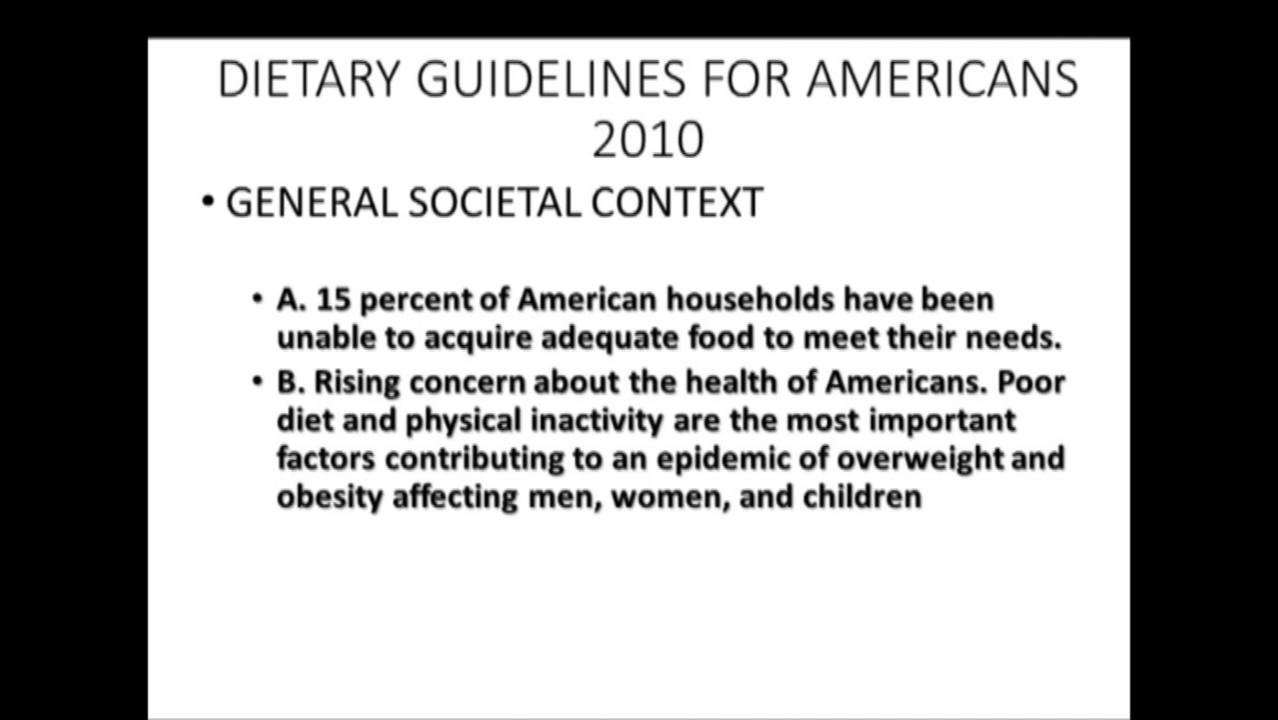 DIETARY GUIDELINES FOR AMERICANS
2010
• GENERAL SOCIETAL CONTEXT
• A. 15 percent of American households have been
unable to acquire adequate food to meet their needs.
• B. Rising concern about the health of Americans. Poor
diet and physical inactivity are the most important
factors contributing to an epidemic of overweight and
obesity affecting men, women, and children